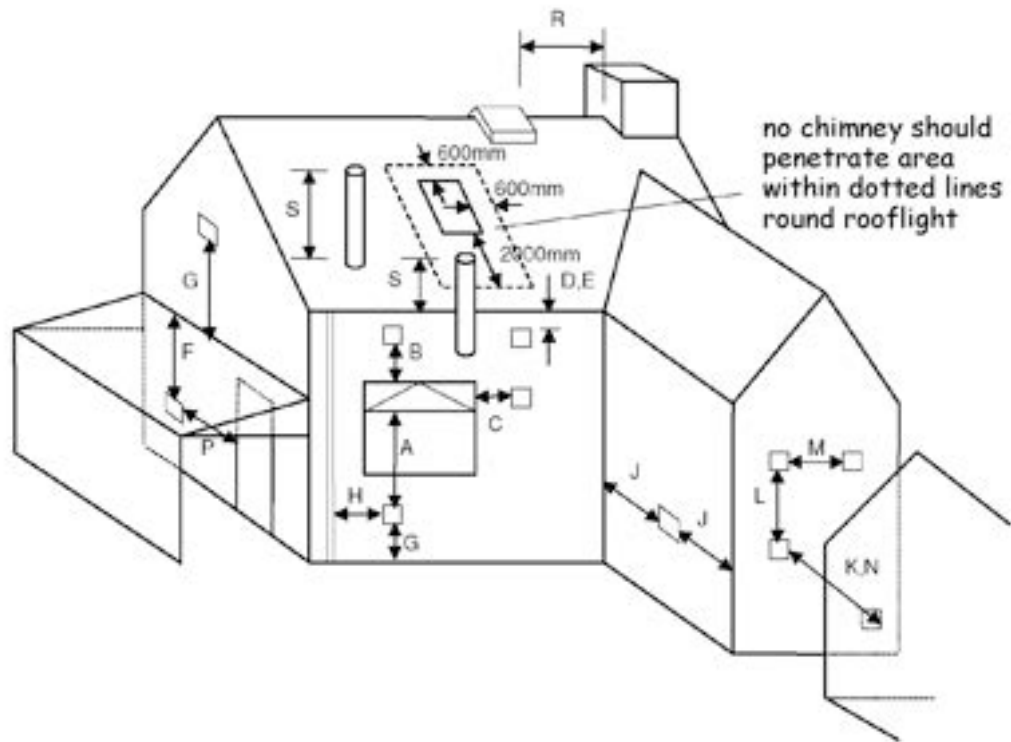 R
no chimney should
penetrate area
within dotted lines
round rooflight
600mm
600mm
S
2000mm
G
S
D,E
F
B
C
P
A
M
H
J
L
J
G
K,N